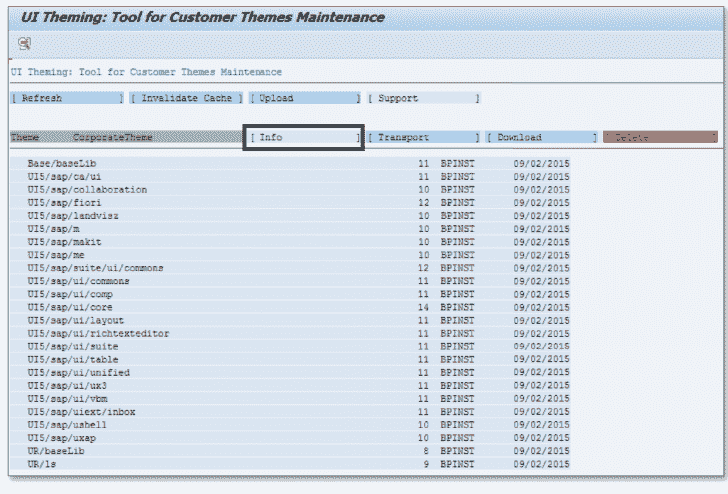 UI Theming: Tool for Customer Themes Maintenance
UI Theming: Tool for Customer Themes Maintenance
[ Refresh ] [ Invalidate Cache ] [ Upload ] [ Support ]
Theme CorporateTheme [ Info ] [ Transport ] [ Download ] [ Delete ]
Base/baseLib 11 BPINST 09/02/2015
UI5/sap/ca/ui 11 BPINST 09/02/2015
UI5/sap/collaboration 10 BPINST 09/02/2015
UI5/sap/fiori 12 BPINST 09/02/2015
UI5/sap/landvisz 10 BPINST 09/02/2015
UI5/sap/m 10 BPINST 09/02/2015
UI5/sap/makit 10 BPINST 09/02/2015
UI5/sap/me 10 BPINST 09/02/2015
UI5/sap/suite/ui/commons 12 BPINST 09/02/2015
UI5/sap/ui/commons 11 BPINST 09/02/2015
UI5/sap/ui/comp 11 BPINST 09/02/2015
UI5/sap/ui/core 14 BPINST 09/02/2015
UI5/sap/ui/layout 11 BPINST 09/02/2015
UI5/sap/ui/richtexteditor 11 BPINST 09/02/2015
UI5/sap/ui/suite 11 BPINST 09/02/2015
UI5/sap/ui/table 11 BPINST 09/02/2015
UI5/sap/ui/unified 11 BPINST 09/02/2015
UI5/sap/ui/ux3 11 BPINST 09/02/2015
UI5/sap/ui/vbm 11 BPINST 09/02/2015
UI5/sap/uiext/inbox 11 BPINST 09/02/2015
UI5/sap/ushell 10 BPINST 09/02/2015
UI5/sap/uxap 10 BPINST 09/02/2015
UR/baseLib 8 BPINST 09/02/2015
UR/ls 9 BPINST 09/02/2015